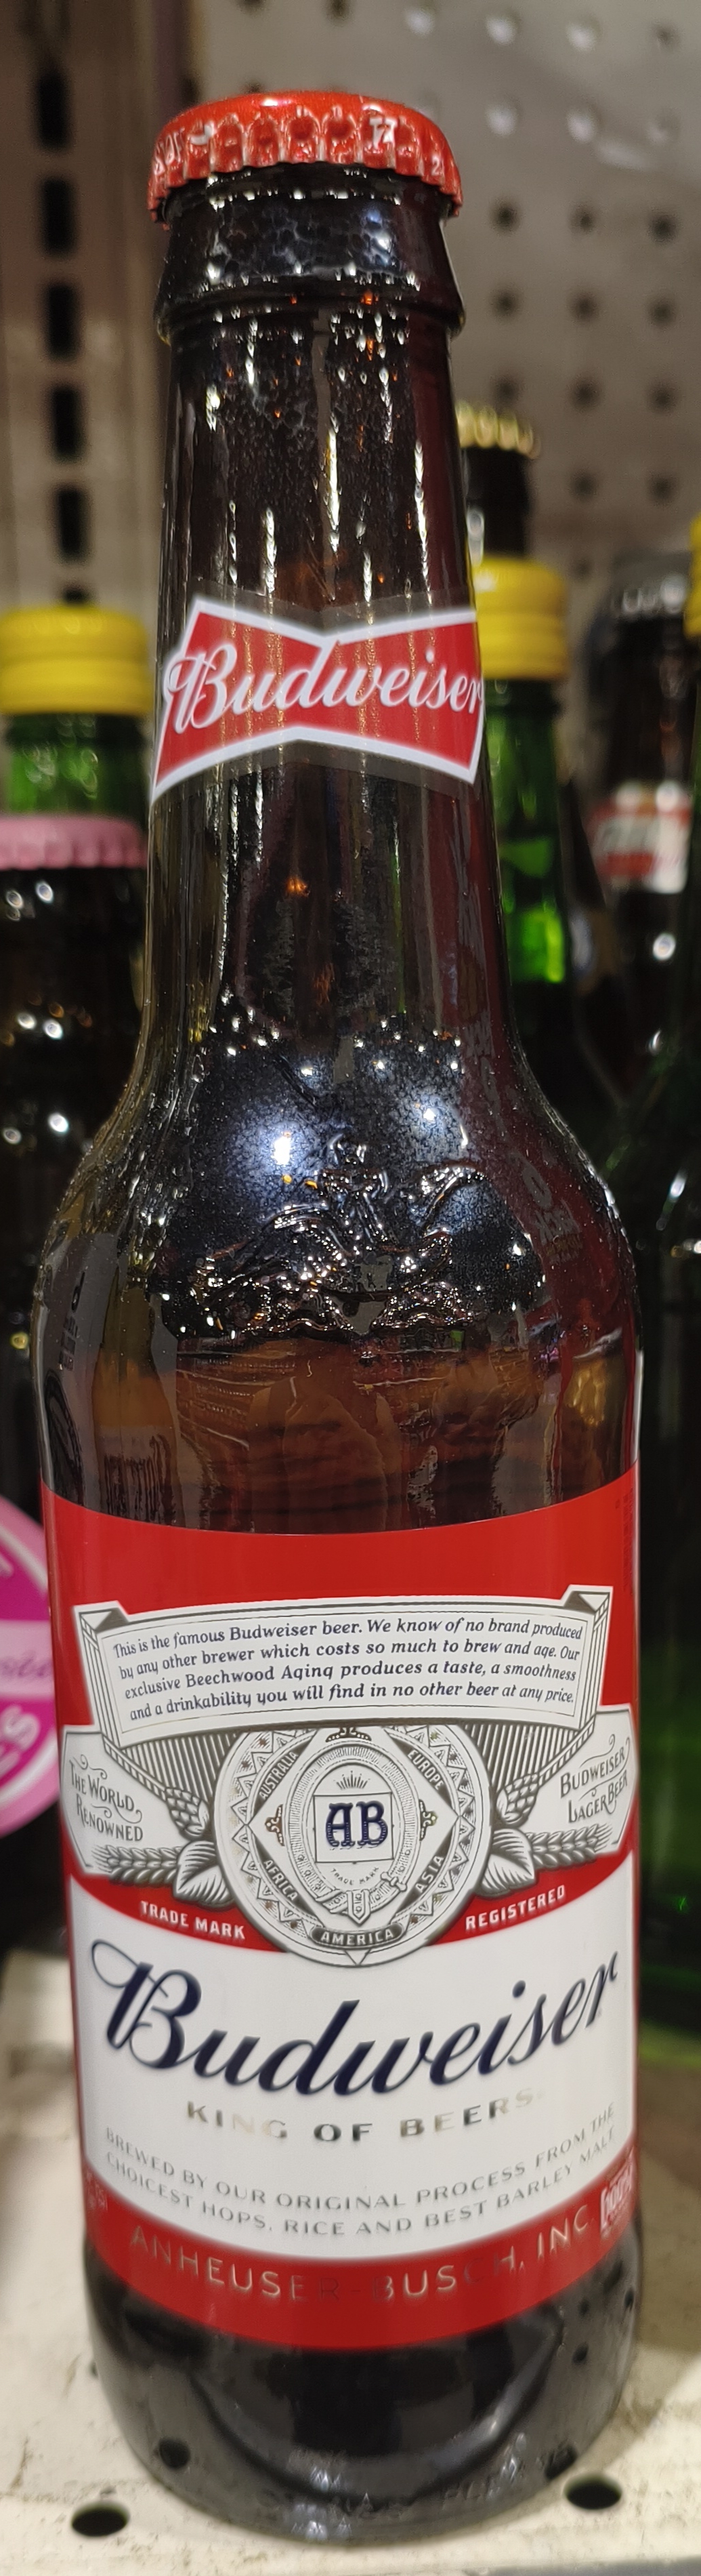 Budweiser
This is the famous Budweiser beer. We know of no brand produced
by any other brewer which costs so much to brew and age. Our
exclusive Beechwood Aging produces a taste, a smoothness
and a drinkability you will find in no other beer at any price.
THE WORLD
RENOWNED
BUDWEISER
LAGER BEER
AUSTRALIA
EUROPE
AB
TRADE MARK
AFRICA
ASIA
AMERICA
TRADE MARK
REGISTERED
Budweiser
KING OF BEERS
BREWED BY OUR ORIGINAL PROCESS FROM THE
CHOICEST HOPS, RICE AND BEST BARLEY MALT
ANHEUSER-BUSCH, INC.